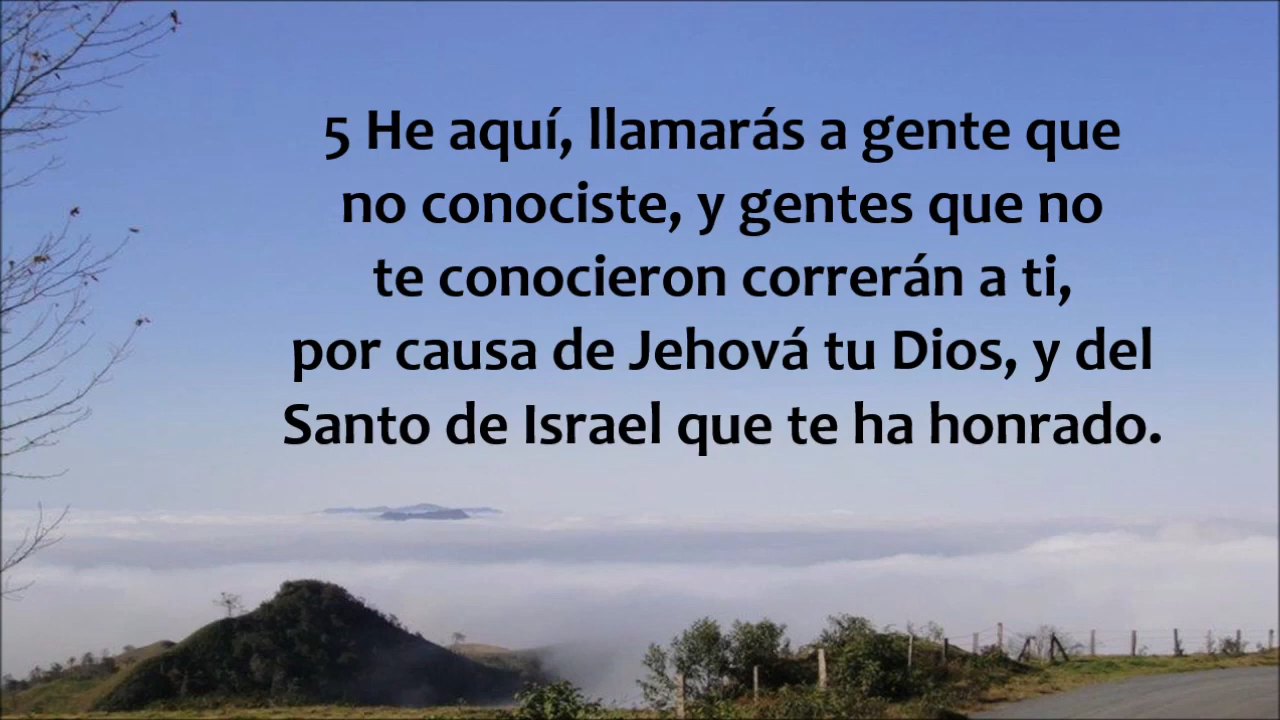 5 He aquí, llamarás a gente que
no conociste, y gentes que no
te conocieron correrán a ti,
por causa de Jehová tu Dios, y del
Santo de Israel que te ha honrado.